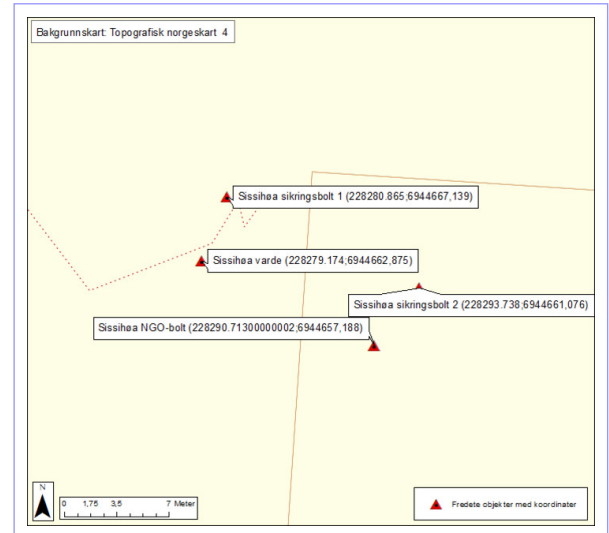 Bakgrunnskart: Topografisk norgeskart 4
Sissihøa sikringsbolt 1 (228280.865;6944667,139)
Sissihøa varde (228279.174;6944662,875)
Sissihøa sikringsbolt 2 (228293.738;6944661,076)
Sissihøa NGO-bolt (228290.71300000002;6944657,188)
N
0 1,75 3,5 7 Meter
Fredete objekter med koordinater